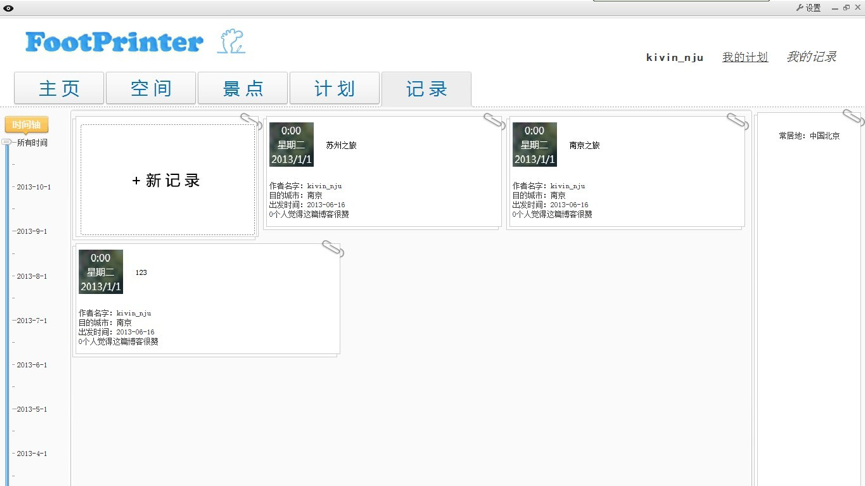 设置
FootPrinter
kivin_nju 我的计划 我的记录
主页 空间 景点 计划 记录
时间轴
所有时间
2013-10-1
2013-9-1
2013-8-1
2013-7-1
2013-6-1
2013-5-1
2013-4-1
+ 新记录
0:00
星期二
2013/1/1
苏州之旅
作者名字: kivin_nju
目的城市: 南京
出发时间: 2013-06-16
0个人觉得这篇博客很赞
0:00
星期二
2013/1/1
南京之旅
作者名字: kivin_nju
目的城市: 南京
出发时间: 2013-06-16
0个人觉得这篇博客很赞
0:00
星期二
2013/1/1
123
作者名字: kivin_nju
目的城市: 南京
出发时间: 2013-06-16
0个人觉得这篇博客很赞
常居地: 中国北京